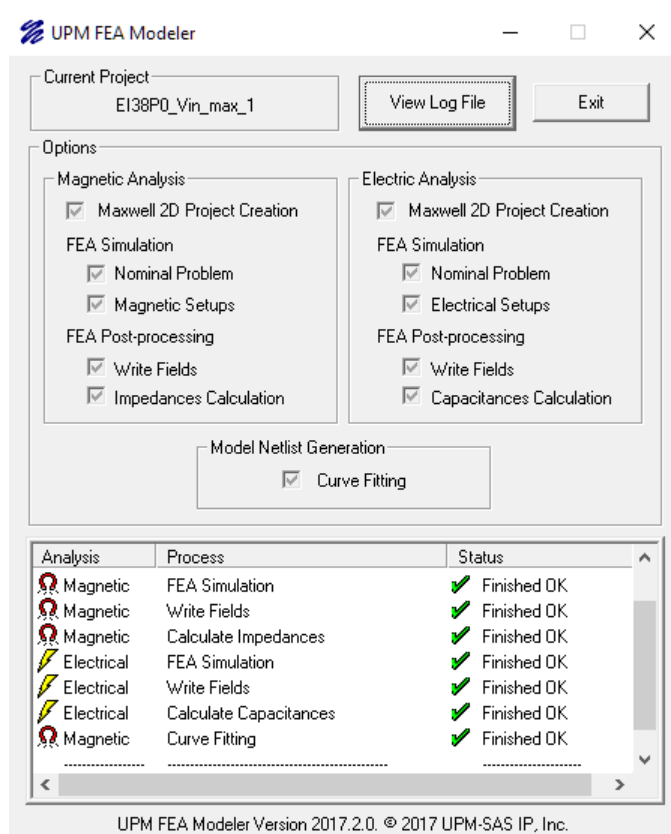 UPM FEA Modeler
Current Project
EI38P0_Vin_max_1
View Log File
Exit
Options
Magnetic Analysis
Maxwell 2D Project Creation
FEA Simulation
Nominal Problem
Magnetic Setups
FEA Post-processing
Write Fields
Impedances Calculation
Electric Analysis
Maxwell 2D Project Creation
FEA Simulation
Nominal Problem
Electrical Setups
FEA Post-processing
Write Fields
Capacitances Calculation
Model Netlist Generation
Curve Fitting
Analysis Process Status
Magnetic FEA Simulation Finished OK
Magnetic Write Fields Finished OK
Magnetic Calculate Impedances Finished OK
Electrical FEA Simulation Finished OK
Electrical Write Fields Finished OK
Electrical Calculate Capacitances Finished OK
Magnetic Curve Fitting Finished OK
UPM FEA Modeler Version 2017.2.0. © 2017 UPM-SAS IP, Inc.